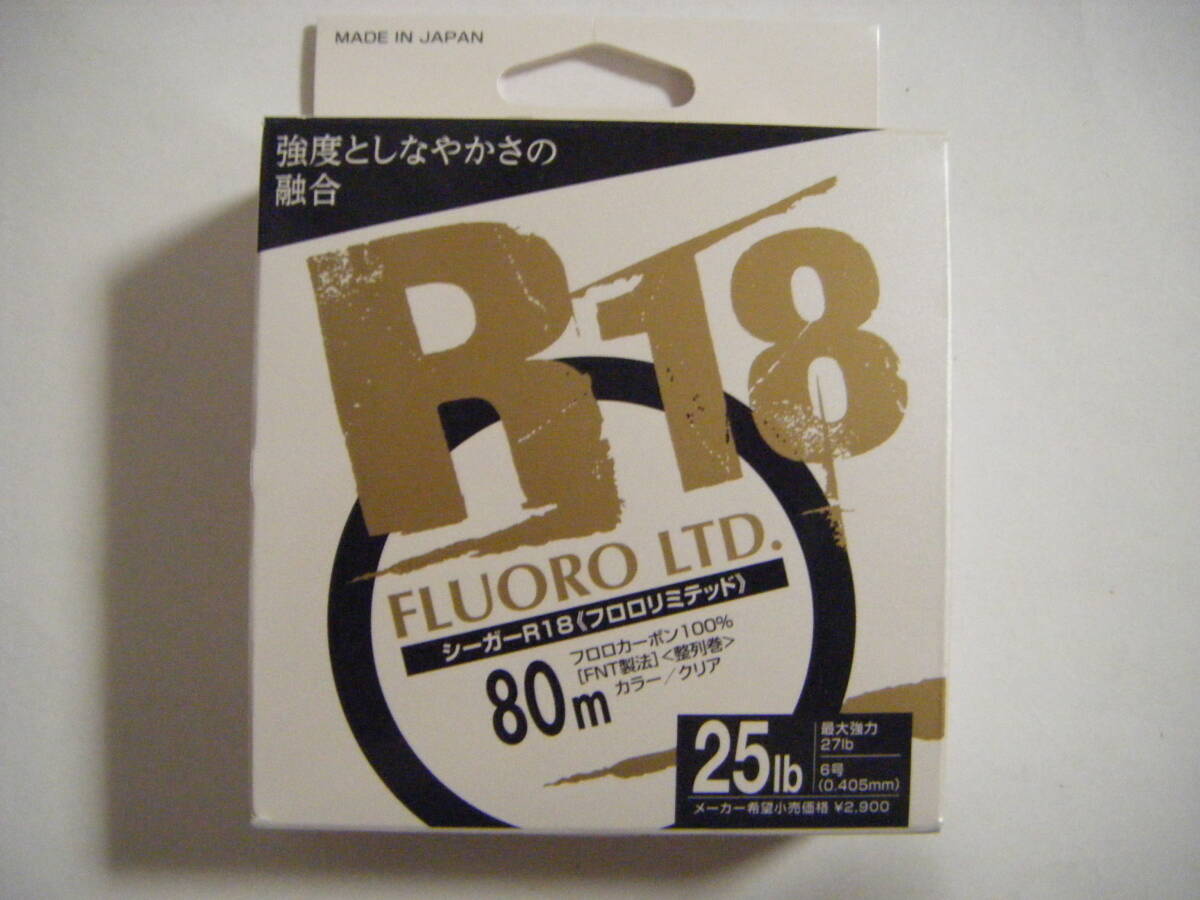 MADE IN JAPAN
強度としなやかさの
融合
R18
FLUORO LTD.
シーガーR18《フロロリミテッド》
80m
フロロカーボン100%
[FNT製法]<整列巻>
カラー/クリア
25lb
最大強力
27lb
6号
(0.405mm)
メーカー希望小売価格 ¥2,900